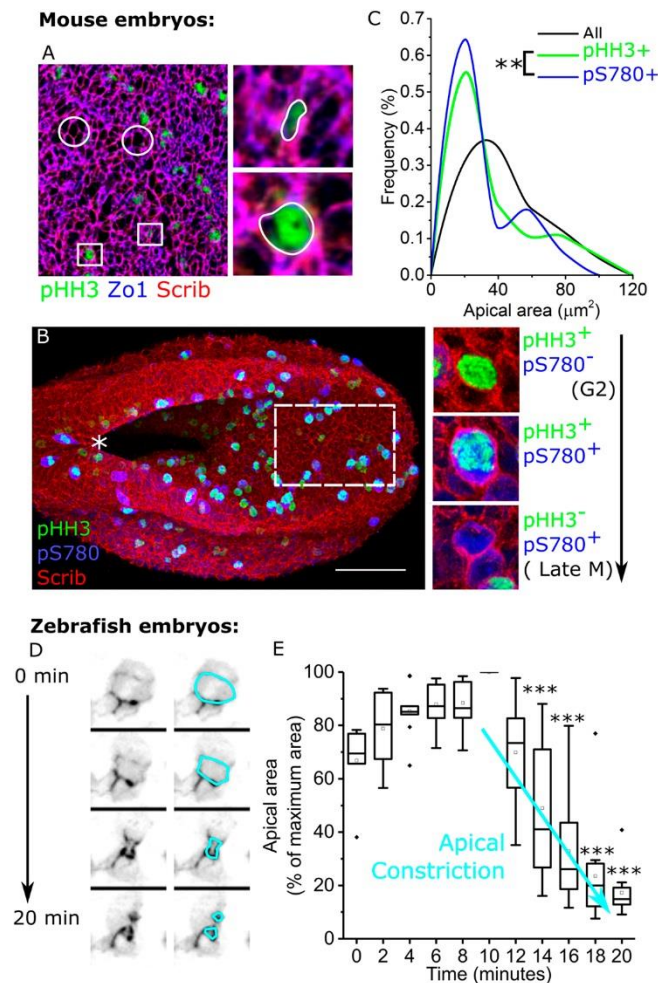 Mouse embryos:
A
pHH3 Zo1 Scrib
C
All
pHH3+
pS780+
**
Frequency (%)
0.7
0.6
0.5
0.4
0.3
0.2
0.1
0.0
0 40 80 120
Apical area (μm²)
B
*
pHH3
pS780
Scrib
pHH3⁺
pS780⁻
(G2)
pHH3⁺
pS780⁺
pHH3⁻
pS780⁺
( Late M)
Zebrafish embryos:
D
0 min
20 min
E
Apical area
(% of maximum area)
100
80
60
40
20
0
Apical
Constriction
***
***
***
***
0 2 4 6 8 10 12 14 16 18 20
Time (minutes)